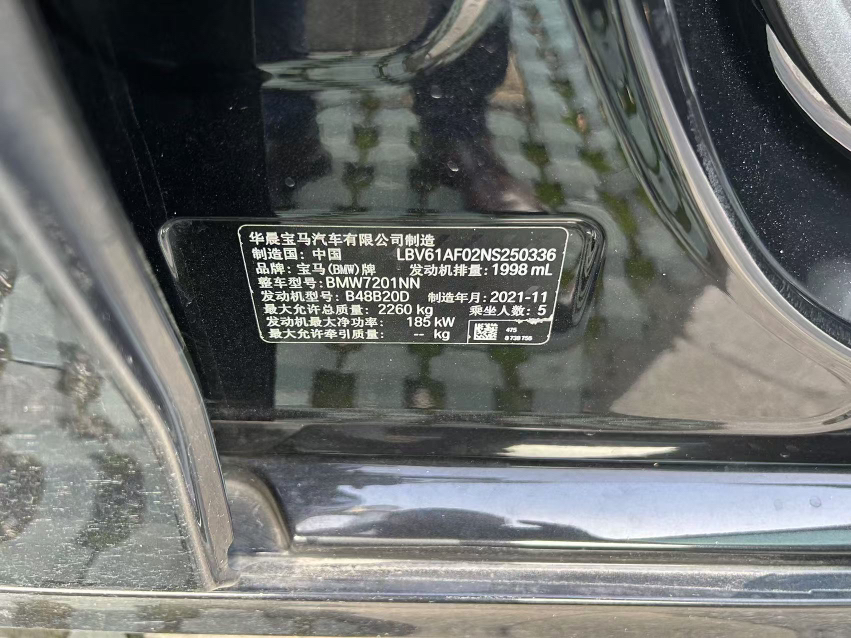 华晨宝马汽车有限公司制造
制造国: 中国 LBV61AF02NS250336
品牌: 宝马(BMW)牌 发动机排量: 1998 mL
整车型号: BMW7201NN
发动机型号: B48B20D 制造年月: 2021-11
最大允许总质量: 2260 kg 乘坐人数: 5
发动机最大净功率: 185 kW
最大允许牵引质量: -- kg
475
8 738 755